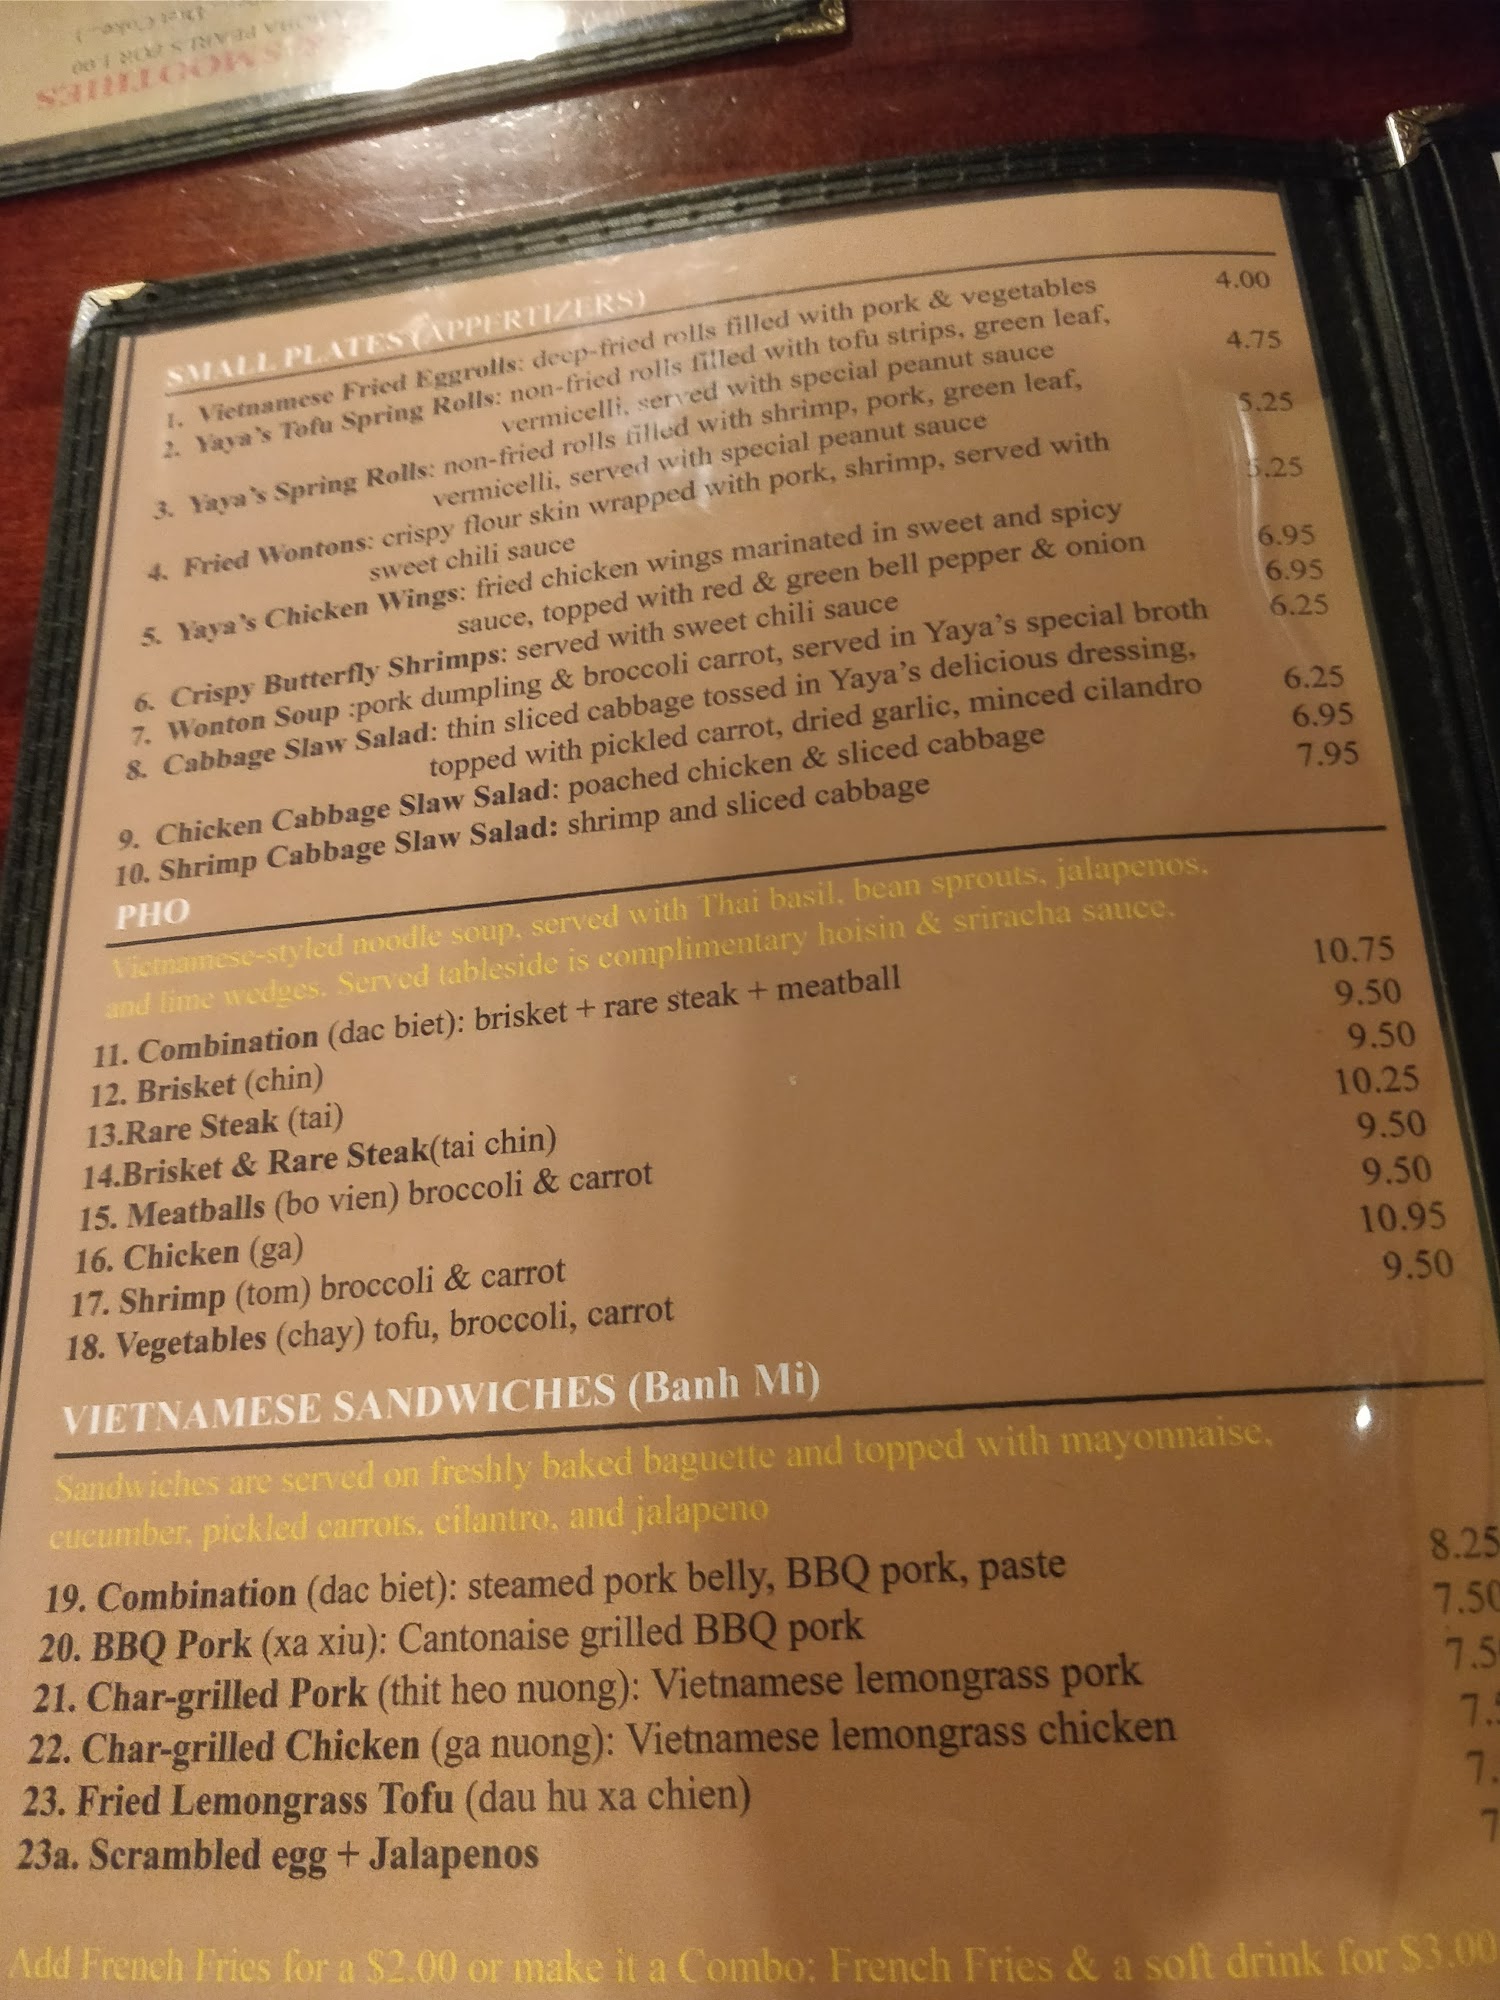 SMOOTHIES
PEARLS FOR 1.00
SMALL PLATES (APPERTIZERS)
1. Vietnamese Fried Eggrolls: deep-fried rolls filled with pork & vegetables 4.00
2. Yaya's Tofu Spring Rolls: non-fried rolls filled with tofu strips, green leaf, 4.75
vermicelli, served with special peanut sauce
3. Yaya's Spring Rolls: non-fried rolls filled with shrimp, pork, green leaf, 5.25
vermicelli, served with special peanut sauce
4. Fried Wontons: crispy flour skin wrapped with pork, shrimp, served with 5.25
sweet chili sauce
5. Yaya's Chicken Wings: fried chicken wings marinated in sweet and spicy 6.95
sauce, topped with red & green bell pepper & onion
6. Crispy Butterfly Shrimps: served with sweet chili sauce 6.95
7. Wonton Soup :pork dumpling & broccoli carrot, served in Yaya's special broth 6.25
8. Cabbage Slaw Salad: thin sliced cabbage tossed in Yaya's delicious dressing, 6.25
topped with pickled carrot, dried garlic, minced cilandro
9. Chicken Cabbage Slaw Salad: poached chicken & sliced cabbage 6.95
10. Shrimp Cabbage Slaw Salad: shrimp and sliced cabbage 7.95
PHO
Vietnamese-styled noodle soup, served with Thai basil, bean sprouts, jalapenos,
and lime wedges. Served tableside is complimentary hoisin & sriracha sauce.
11. Combination (dac biet): brisket + rare steak + meatball 10.75
12. Brisket (chin) 9.50
13.Rare Steak (tai) 9.50
14.Brisket & Rare Steak(tai chin) 10.25
15. Meatballs (bo vien) broccoli & carrot 9.50
16. Chicken (ga) 9.50
17. Shrimp (tom) broccoli & carrot 10.95
18. Vegetables (chay) tofu, broccoli, carrot 9.50
VIETNAMESE SANDWICHES (Banh Mi)
Sandwiches are served on freshly baked baguette and topped with mayonnaise,
cucumber, pickled carrots, cilantro, and jalapeno
19. Combination (dac biet): steamed pork belly, BBQ pork, paste 8.25
20. BBQ Pork (xa xiu): Cantonaise grilled BBQ pork 7.50
21. Char-grilled Pork (thit heo nuong): Vietnamese lemongrass pork 7.5
22. Char-grilled Chicken (ga nuong): Vietnamese lemongrass chicken 7.
23. Fried Lemongrass Tofu (dau hu xa chien) 7.
23a. Scrambled egg + Jalapenos 7
Add French Fries for a $2.00 or make it a Combo: French Fries & a soft drink for $3.00